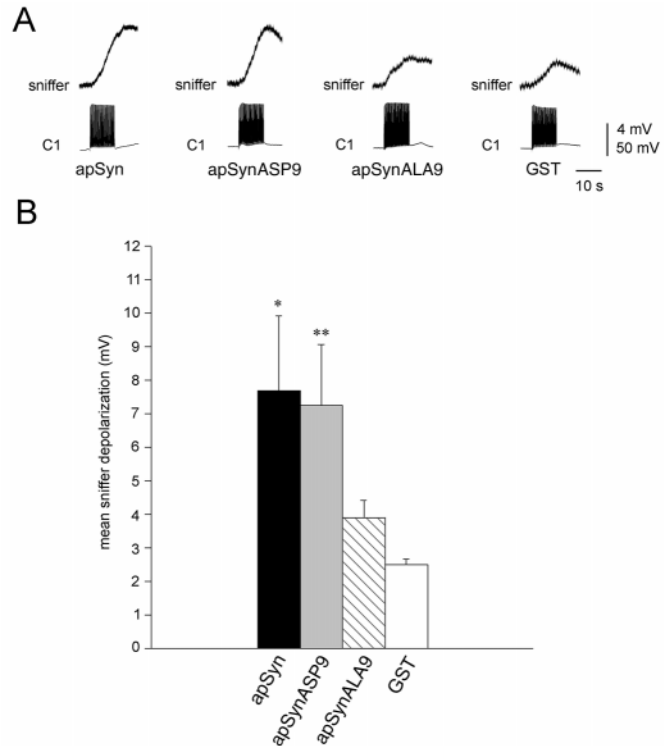 A
sniffer
sniffer
sniffer
sniffer
C1
C1
C1
C1
4 mV
50 mV
apSyn
apSynASP9
apSynALA9
GST
10 s
B
12
11
10
9
8
7
6
5
4
3
2
1
0
mean sniffer depolarization (mV)
*
**
apSyn
apSynASP9
apSynALA9
GST